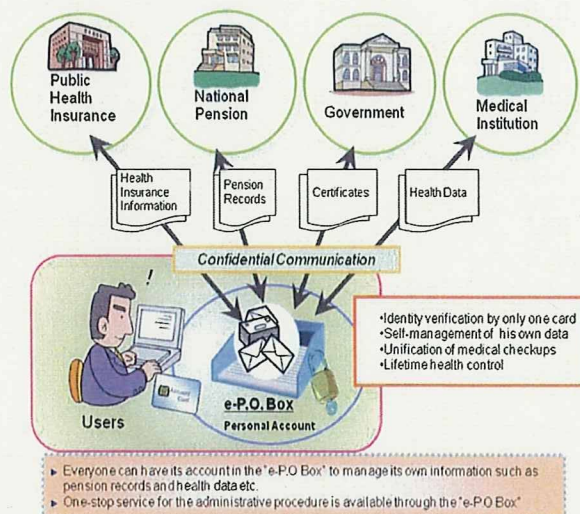 Public
Health
Insurance
National
Pension
Government
Medical
Institution
Health
Insurance
Information
Pension
Records
Certificates
Health Data
Confidential Communication
!
Users
e-P.O. Box
Personal Account
•Identity verification by only one card
•Self-management of his own data
•Unification of medical checkups
•Lifetime health control
► Everyone can have its account in the "e-P.O Box" to manage its own information such as
pension records and health data etc.
► One-stop service for the administrative procedure is available through the "e-P.O Box"